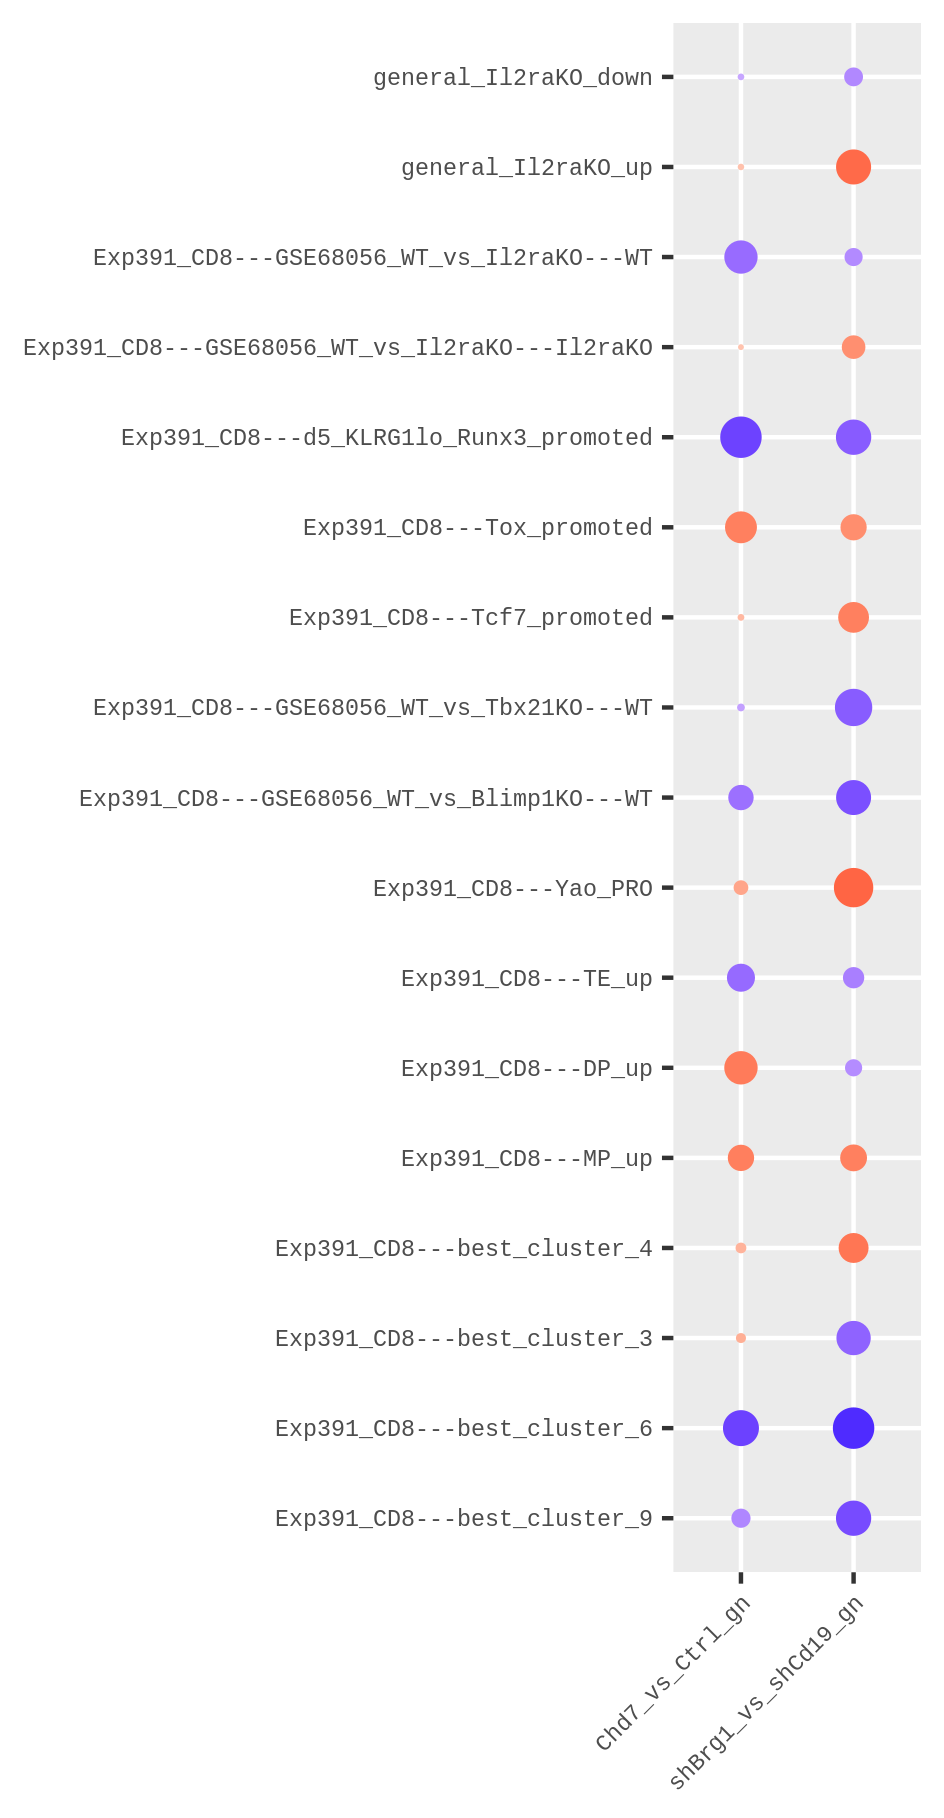 general_Il2raKO_down
general_Il2raKO_up
Exp391_CD8---GSE68056_WT_vs_Il2raKO---WT
Exp391_CD8---GSE68056_WT_vs_Il2raKO---Il2raKO
Exp391_CD8---d5_KLRG1lo_Runx3_promoted
Exp391_CD8---Tox_promoted
Exp391_CD8---Tcf7_promoted
Exp391_CD8---GSE68056_WT_vs_Tbx21KO---WT
Exp391_CD8---GSE68056_WT_vs_Blimp1KO---WT
Exp391_CD8---Yao_PRO
Exp391_CD8---TE_up
Exp391_CD8---DP_up
Exp391_CD8---MP_up
Exp391_CD8---best_cluster_4
Exp391_CD8---best_cluster_3
Exp391_CD8---best_cluster_6
Exp391_CD8---best_cluster_9
Chd7_vs_Ctrl_gn
shBrg1_vs_shCd19_gn